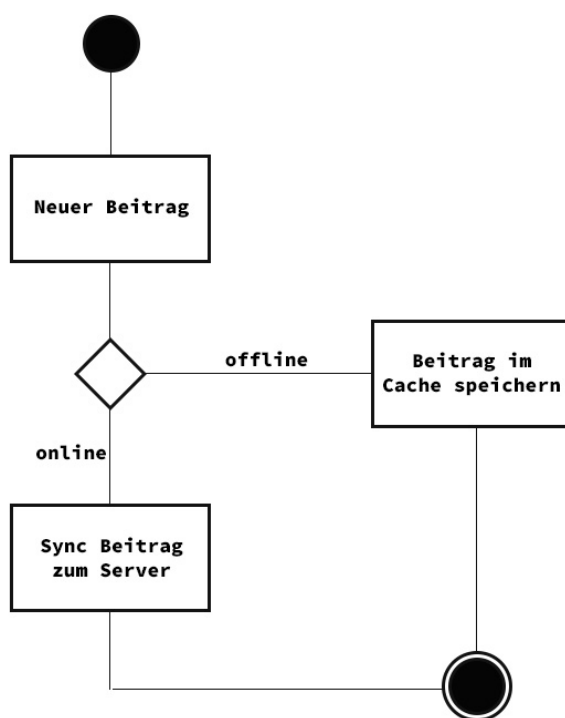 Neuer Beitrag
offline
Beitrag im
Cache speichern
online
Sync Beitrag
zum Server